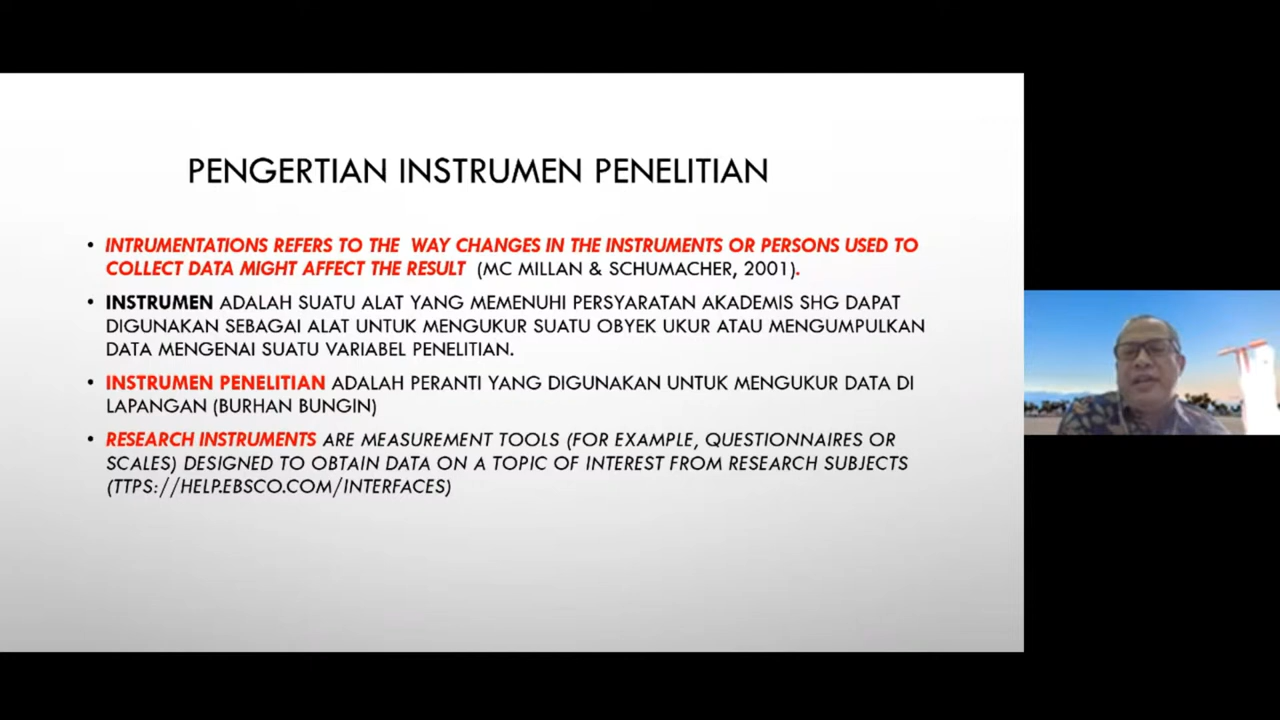 PENGERTIAN INSTRUMEN PENELITIAN
• INTRUMENTATIONS REFERS TO THE WAY CHANGES IN THE INSTRUMENTS OR PERSONS USED TO
COLLECT DATA MIGHT AFFECT THE RESULT (MC MILLAN & SCHUMACHER, 2001).
• INSTRUMEN ADALAH SUATU ALAT YANG MEMENUHI PERSYARATAN AKADEMIS SHG DAPAT
DIGUNAKAN SEBAGAI ALAT UNTUK MENGUKUR SUATU OBYEK UKUR ATAU MENGUMPULKAN
DATA MENGENAI SUATU VARIABEL PENELITIAN.
• INSTRUMEN PENELITIAN ADALAH PERANTI YANG DIGUNAKAN UNTUK MENGUKUR DATA DI
LAPANGAN (BURHAN BUNGIN)
• RESEARCH INSTRUMENTS ARE MEASUREMENT TOOLS (FOR EXAMPLE, QUESTIONNAIRES OR
SCALES) DESIGNED TO OBTAIN DATA ON A TOPIC OF INTEREST FROM RESEARCH SUBJECTS
(TTPS://HELP.EBSCO.COM/INTERFACES)